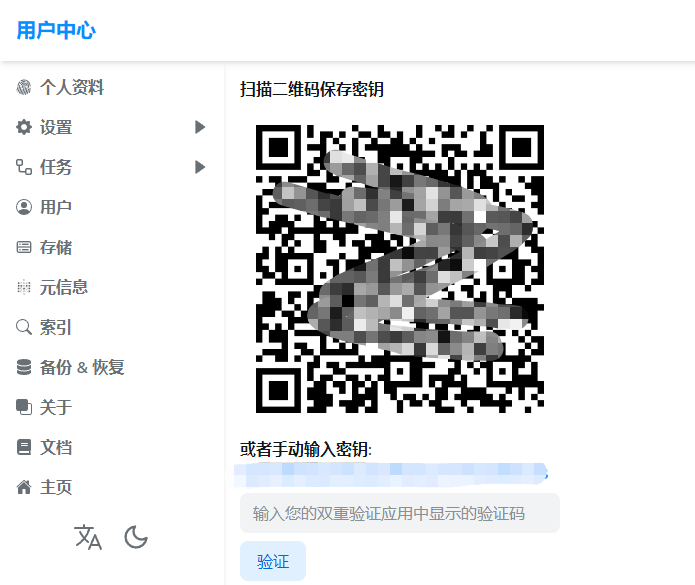 用户中心
个人资料
设置
任务
用户
存储
元信息
索引
备份 & 恢复
关于
文档
主页
扫描二维码保存密钥
或者手动输入密钥:
输入您的双重验证应用中显示的验证码
验证